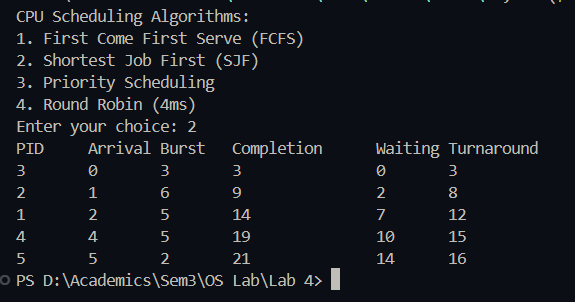 CPU Scheduling Algorithms:
1. First Come First Serve (FCFS)
2. Shortest Job First (SJF)
3. Priority Scheduling
4. Round Robin (4ms)
Enter your choice: 2
PID Arrival Burst Completion Waiting Turnaround
3 0 3 3 0 3
2 1 6 9 2 8
1 2 5 14 7 12
4 4 5 19 10 15
5 5 2 21 14 16
PS D:\Academics\Sem3\OS Lab\Lab 4>